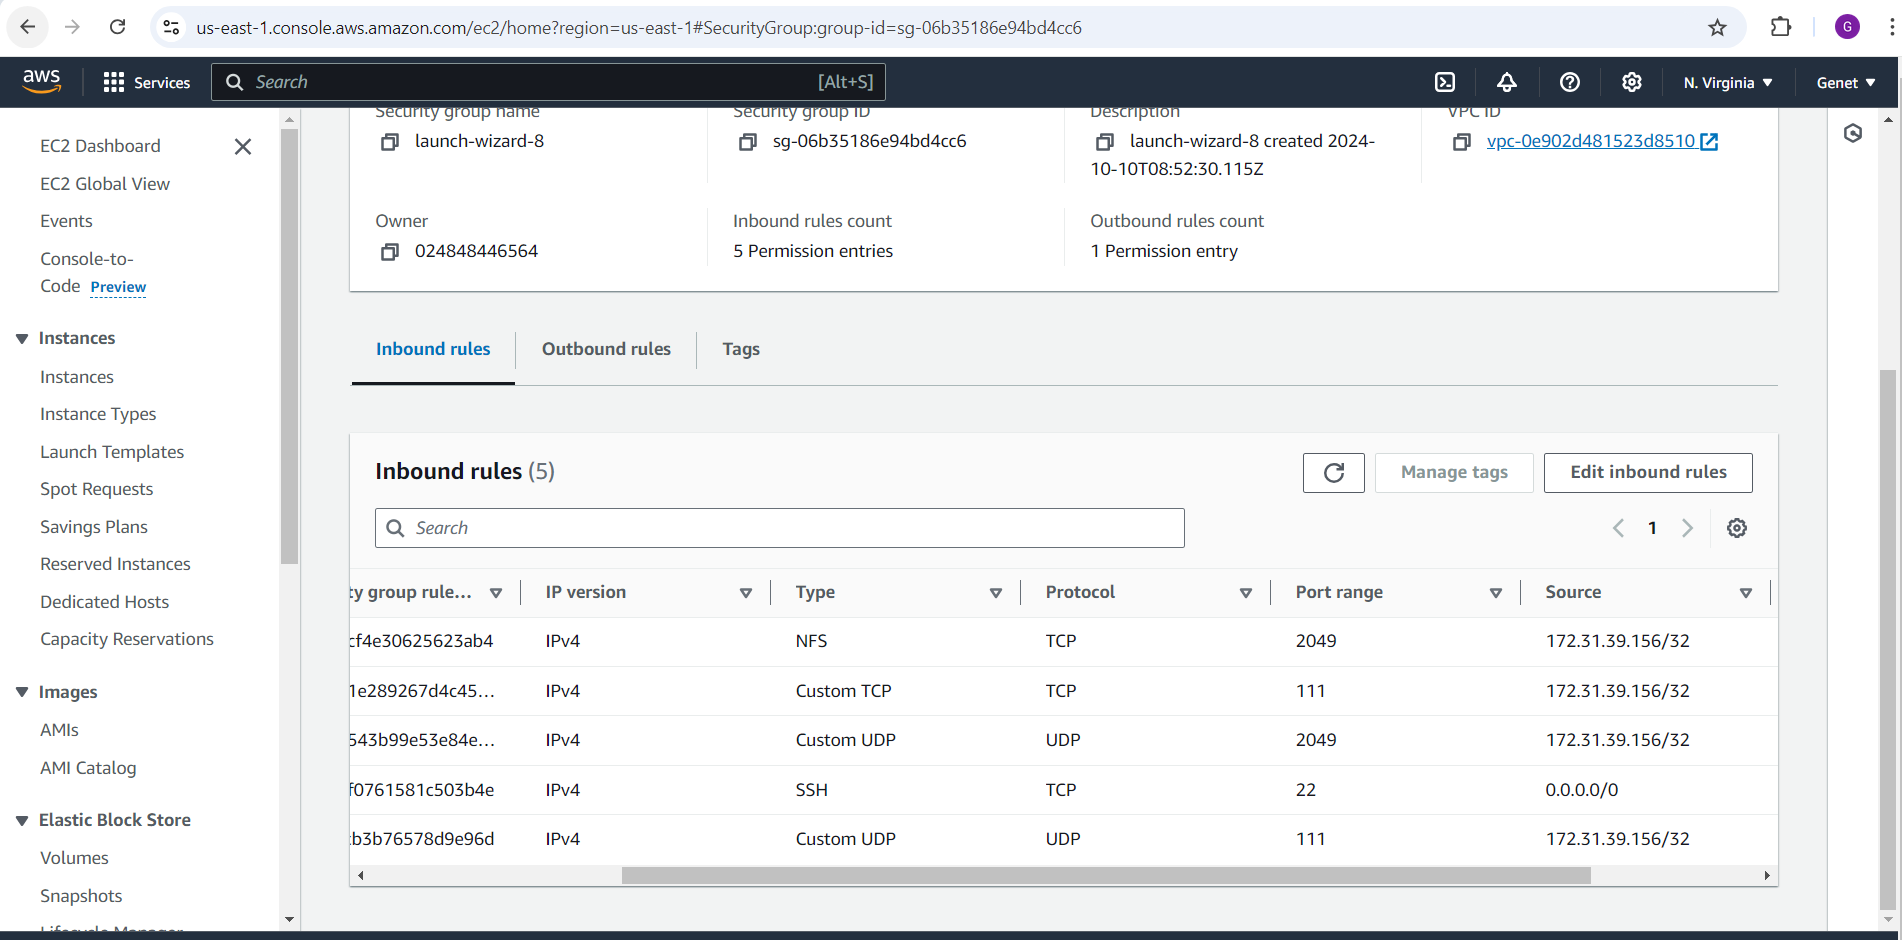 us-east-1.console.aws.amazon.com/ec2/home?region=us-east-1#SecurityGroup:group-id=sg-06b35186e94bd4cc6
G
aws
Services
Search
[Alt+S]
N. Virginia
Genet
EC2 Dashboard
EC2 Global View
Events
Console-to-
Code Preview
Instances
Instances
Instance Types
Launch Templates
Spot Requests
Savings Plans
Reserved Instances
Dedicated Hosts
Capacity Reservations
Images
AMIs
AMI Catalog
Elastic Block Store
Volumes
Snapshots
Lifecycle Manager
Security group name
launch-wizard-8
Security group ID
sg-06b35186e94bd4cc6
Description
launch-wizard-8 created 2024-
10-10T08:52:30.115Z
VPC ID
vpc-0e902d481523d8510
Owner
024848446564
Inbound rules count
5 Permission entries
Outbound rules count
1 Permission entry
Inbound rules Outbound rules Tags
Inbound rules (5)
Manage tags
Edit inbound rules
Search
1
ty group rule... IP version Type Protocol Port range Source
cf4e30625623ab4 IPv4 NFS TCP 2049 172.31.39.156/32
1e289267d4c45... IPv4 Custom TCP TCP 111 172.31.39.156/32
543b99e53e84e... IPv4 Custom UDP UDP 2049 172.31.39.156/32
f0761581c503b4e IPv4 SSH TCP 22 0.0.0.0/0
:b3b76578d9e96d IPv4 Custom UDP UDP 111 172.31.39.156/32